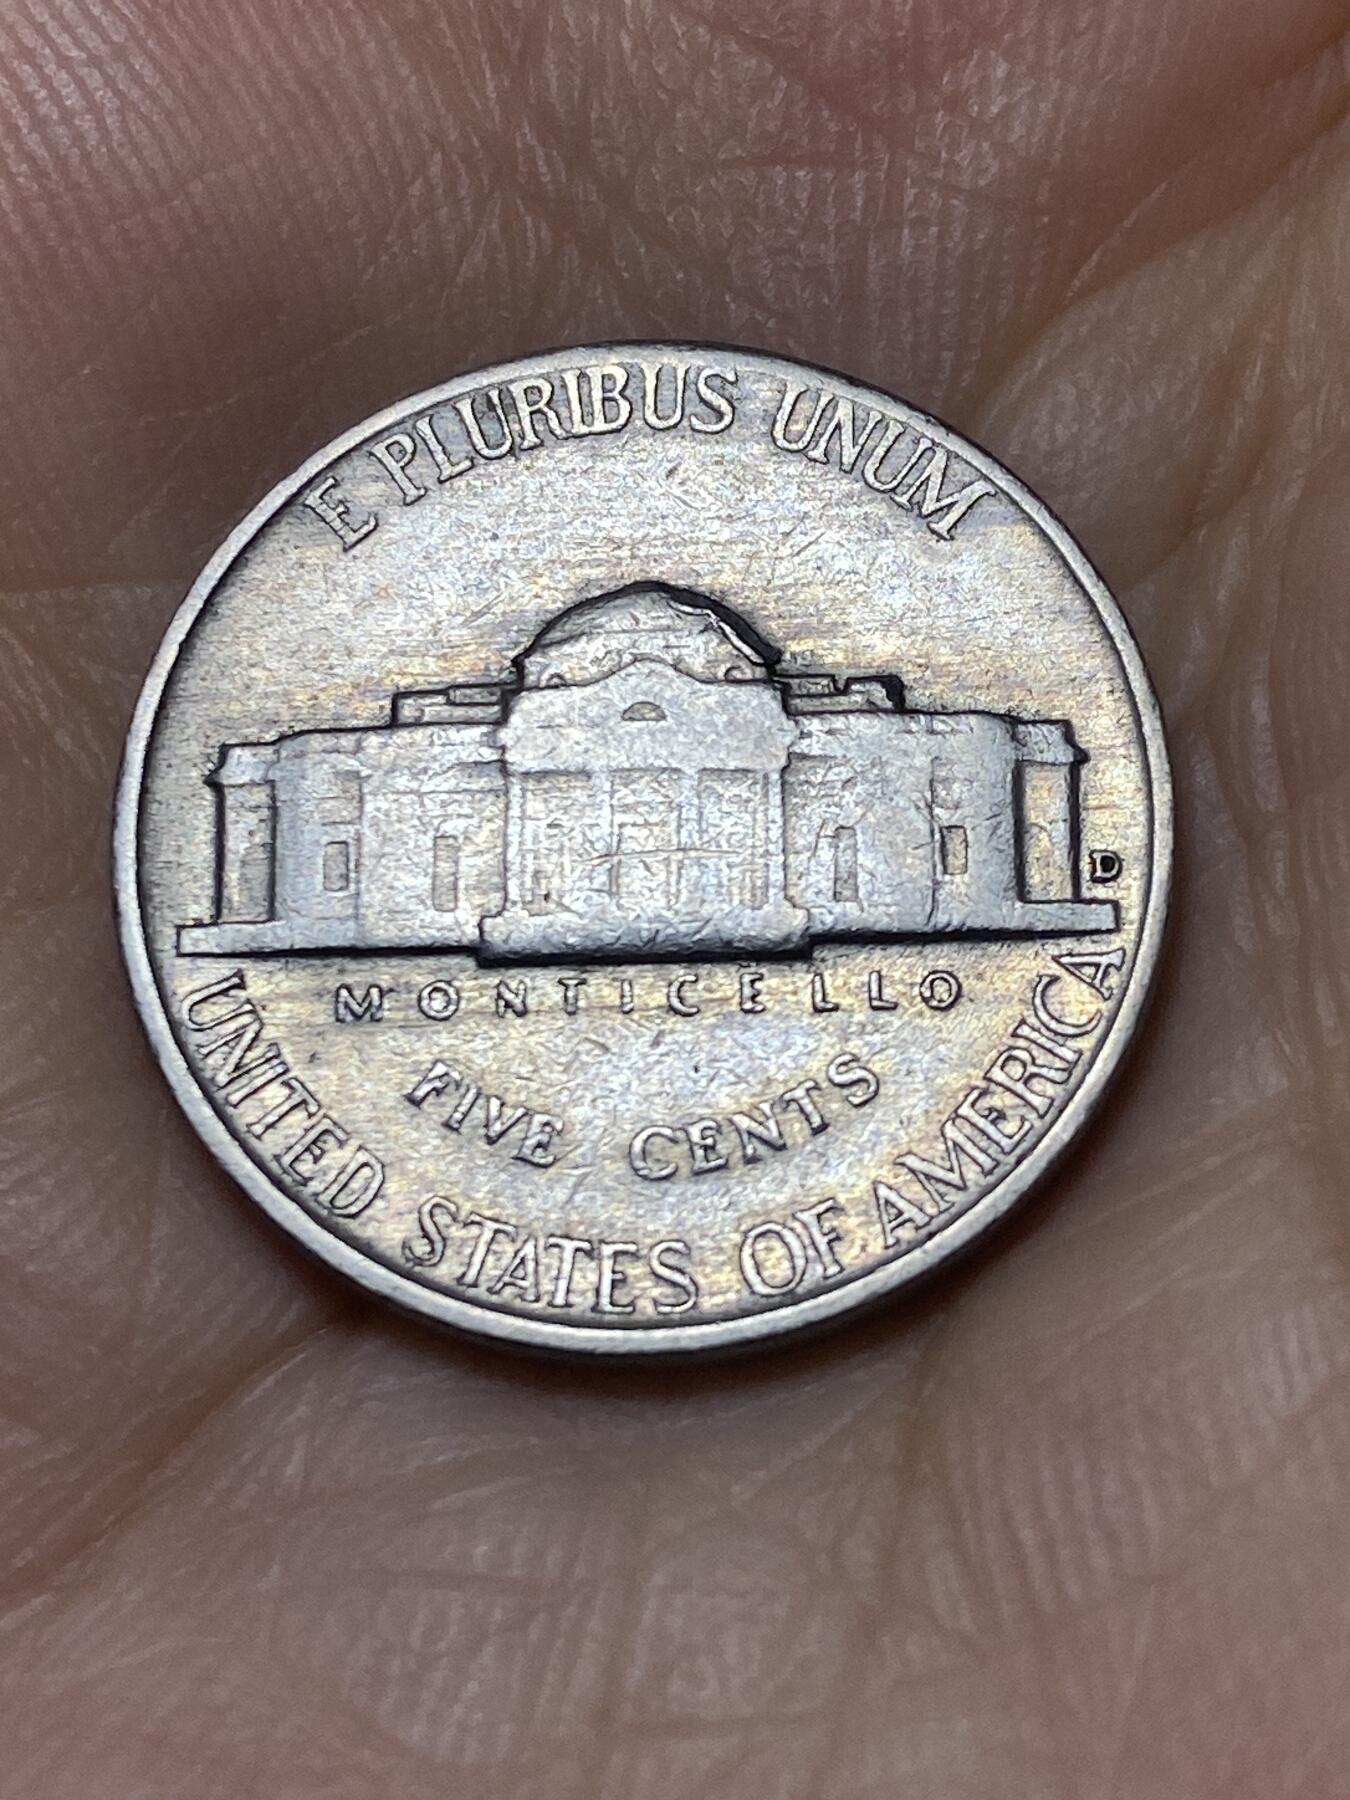 E PLURIBUS UNUM
D
MONTICELLO
FIVE CENTS
UNITED STATES OF AMERICA